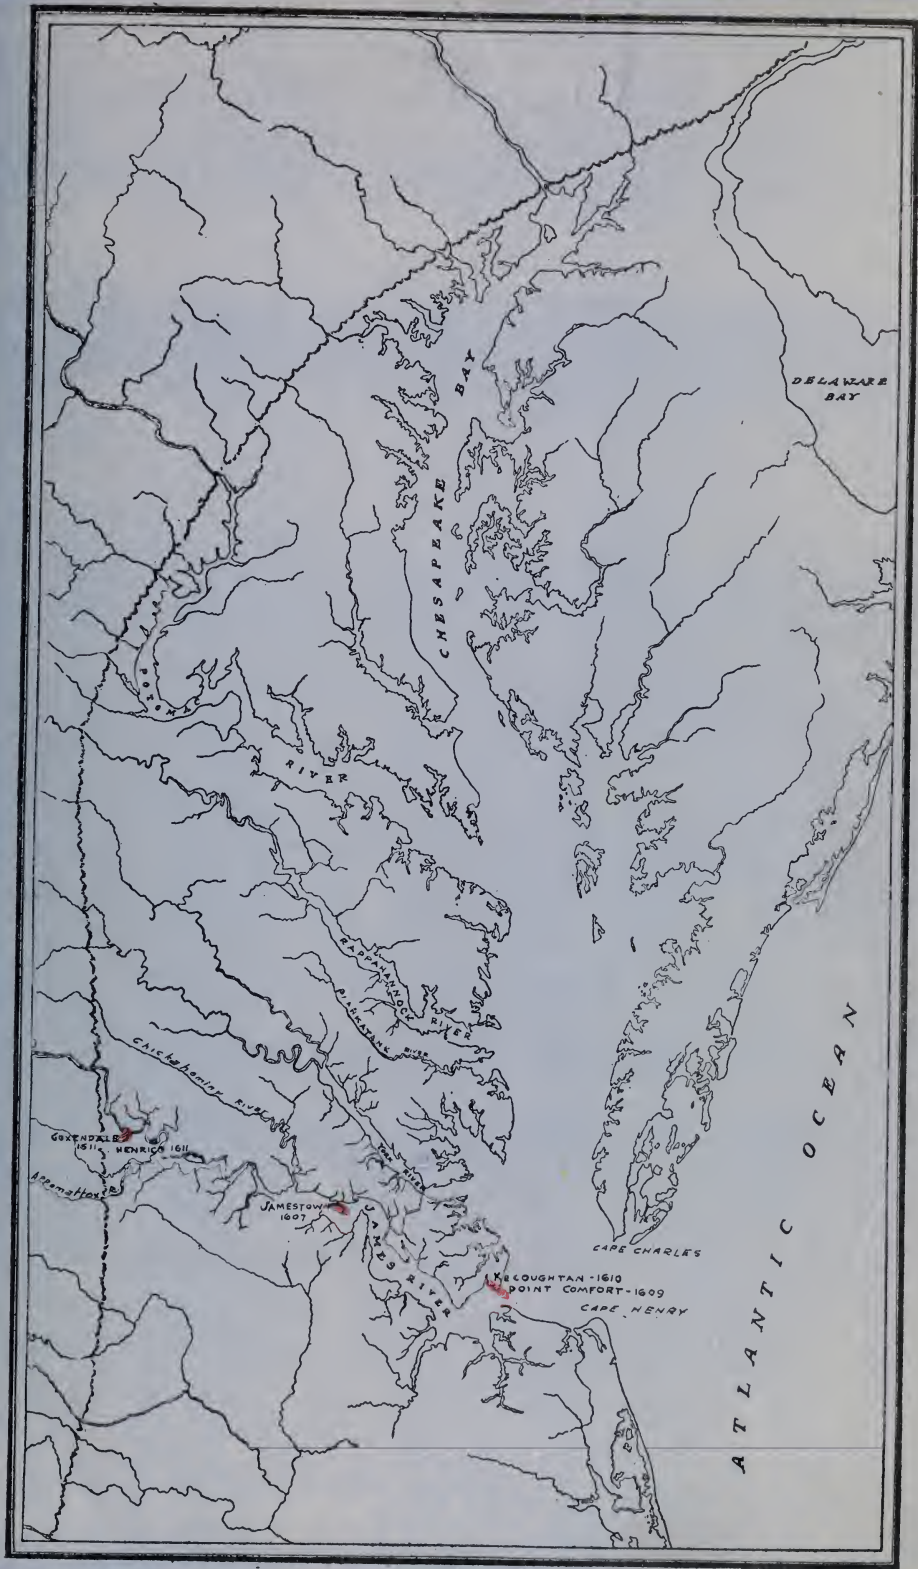 DELAWARE
BAY
CHESAPEAKE BAY
POTOMAC
RIVER
RAPPAHANNOCK RIVER
PIANKATANK RIVER
Chickahominy RIVER
COXENDALE
1611
HENRICO 1611
Appomattox R
YORK RIVER
JAMESTOWN
1607
JAMES RIVER
CAPE CHARLES
KECOUGHTAN - 1610
POINT COMFORT - 1609
CAPE HENRY
ATLANTIC OCEAN